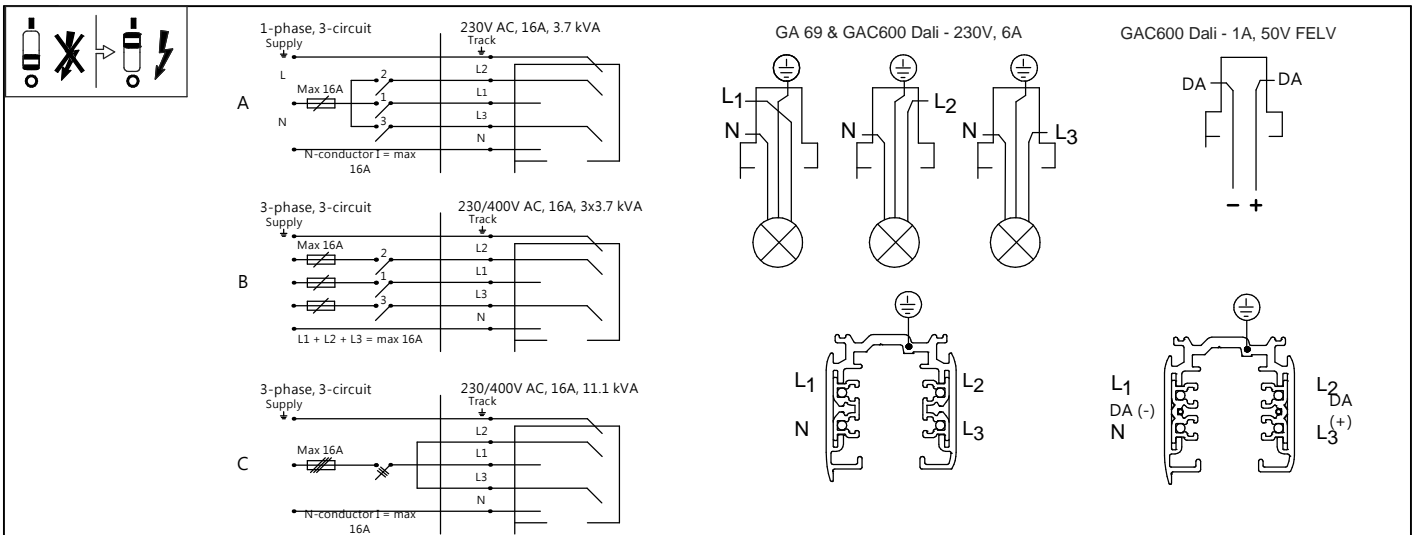 1-phase, 3-circuit
230V AC, 16A, 3.7 kVA
Supply
Track
L
N
A
Max 16A
2
1
3
L2
L1
L3
N
N-conductor I = max
16A
3-phase, 3-circuit
230/400V AC, 16A, 3x3.7 kVA
Supply
Track
B
Max 16A
2
1
3
L2
L1
L3
N
L1 + L2 + L3 = max 16A
3-phase, 3-circuit
230/400V AC, 16A, 11.1 kVA
Supply
Track
C
Max 16A
L2
L1
L3
N
N-conductor I = max
16A
GA 69 & GAC600 Dali - 230V, 6A
L1
N
N
L2
N
L3
GAC600 Dali - 1A, 50V FELV
DA
DA
- +
L1
N
L2
L3
L1
DA (-)
N
L2
DA
(+)
L3